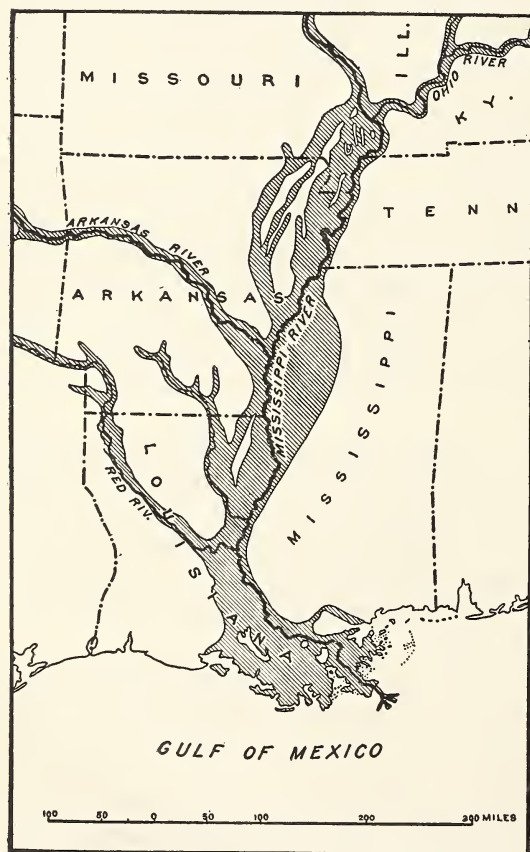 MISSOURI
ILL.
OHIO RIVER
KY.
TENN
ARKANSAS RIVER
ARKANSAS
MISSISSIPPI RIVER
MISSISSIPPI
LOUISIANA
RED RIV.
GULF OF MEXICO
100 50 0 50 100 200 300 MILES